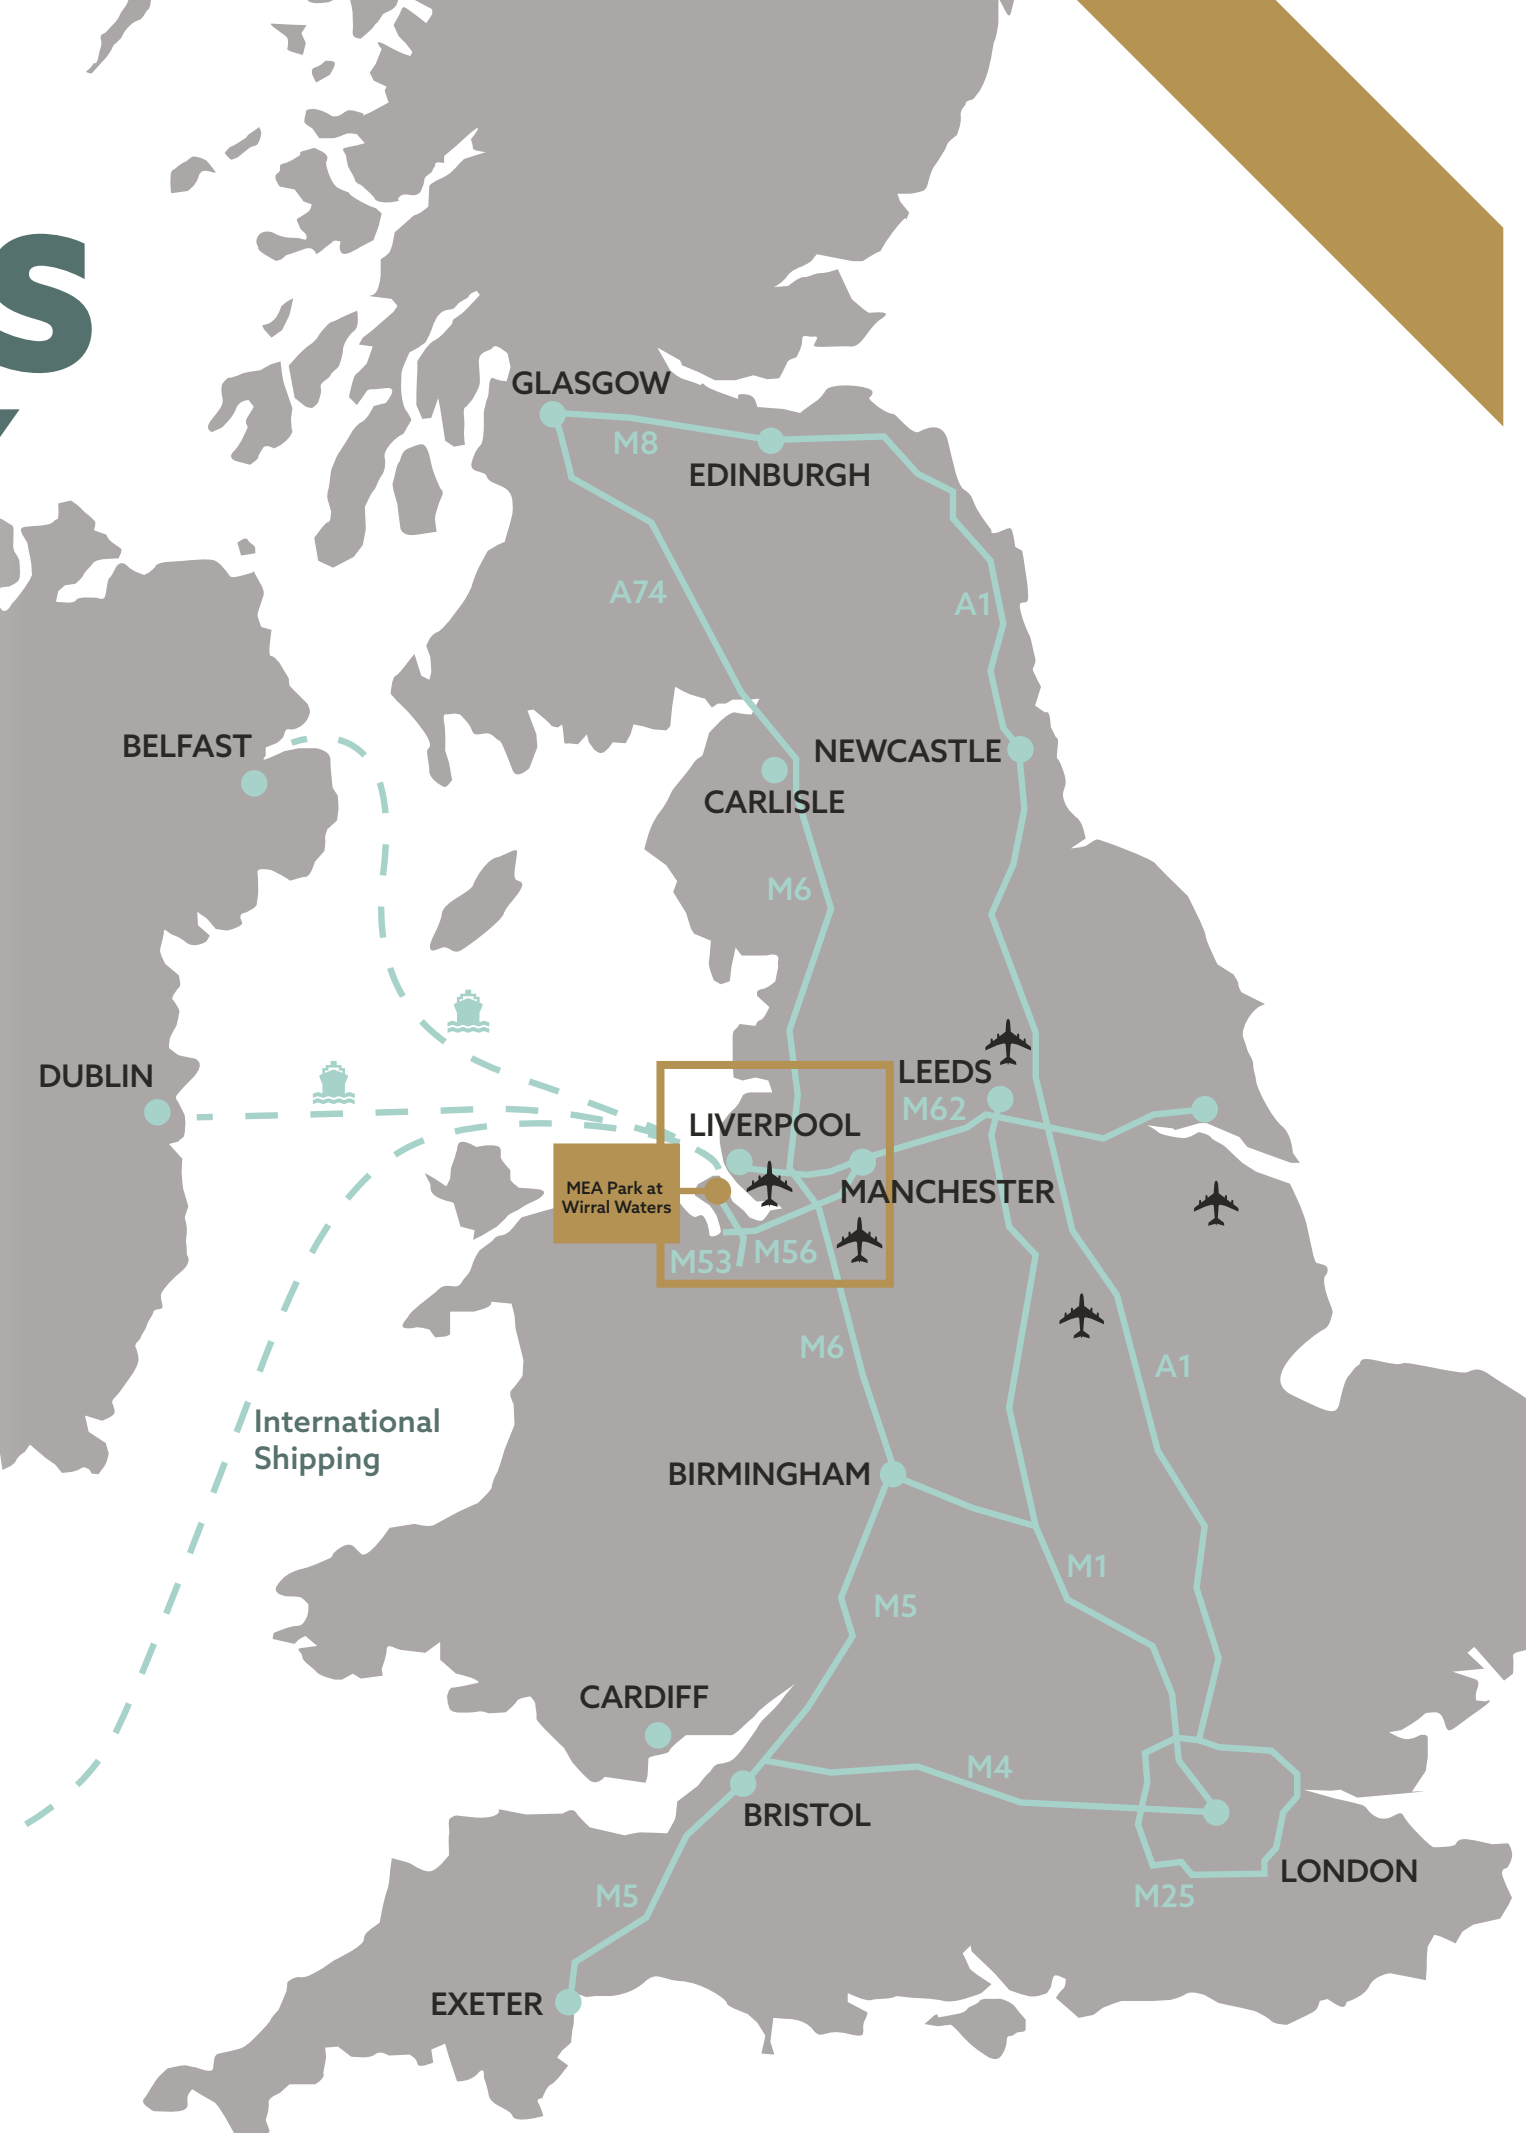 S
GLASGOW
M8
EDINBURGH
A74
A1
BELFAST
NEWCASTLE
CARLISLE
M6
DUBLIN
LEEDS
M62
LIVERPOOL
MEA Park at
Wirral Waters
MANCHESTER
M53
M56
M6
A1
International
Shipping
BIRMINGHAM
M1
M5
CARDIFF
M4
BRISTOL
LONDON
M5
M25
EXETER